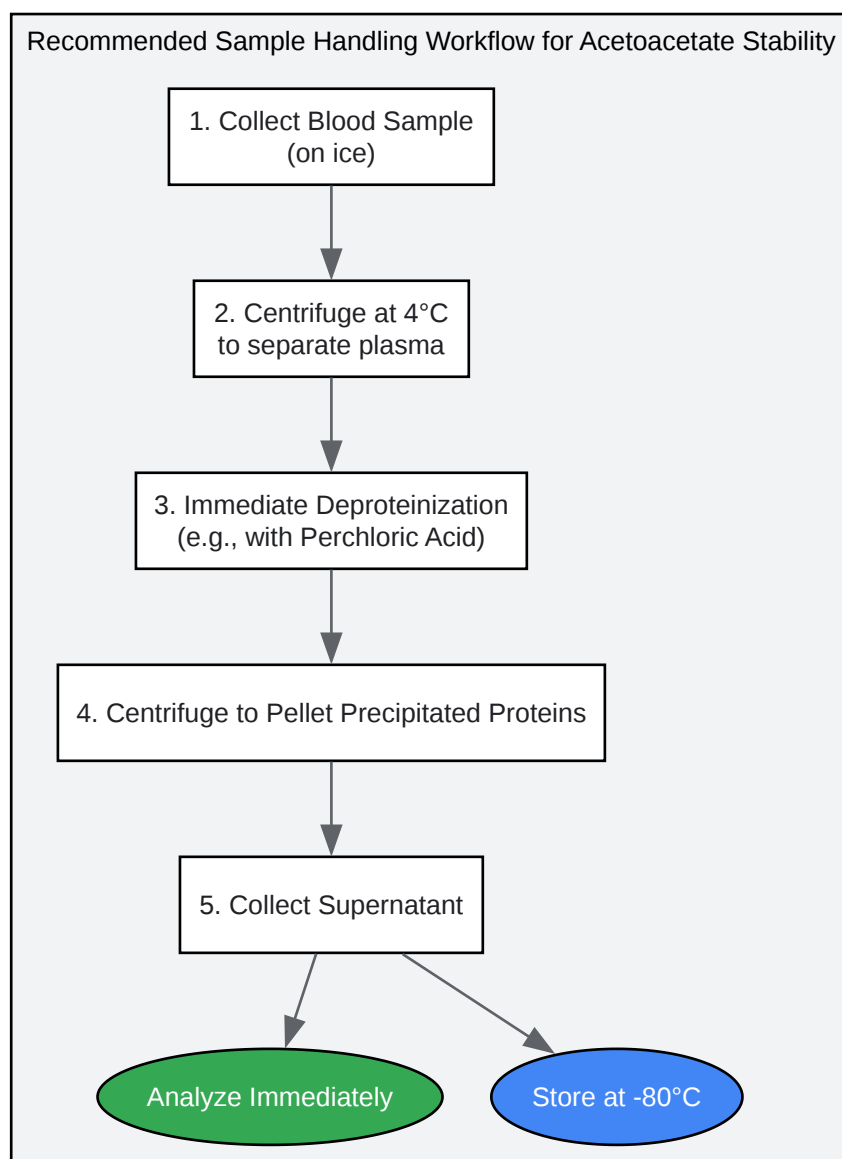 Recommended Sample Handling Workflow for Acetoacetate Stability
1. Collect Blood Sample
(on ice)
2. Centrifuge at 4°C
to separate plasma
3. Immediate Deproteinization
(e.g., with Perchloric Acid)
4. Centrifuge to Pellet Precipitated Proteins
5. Collect Supernatant
Analyze Immediately
Store at -80°C